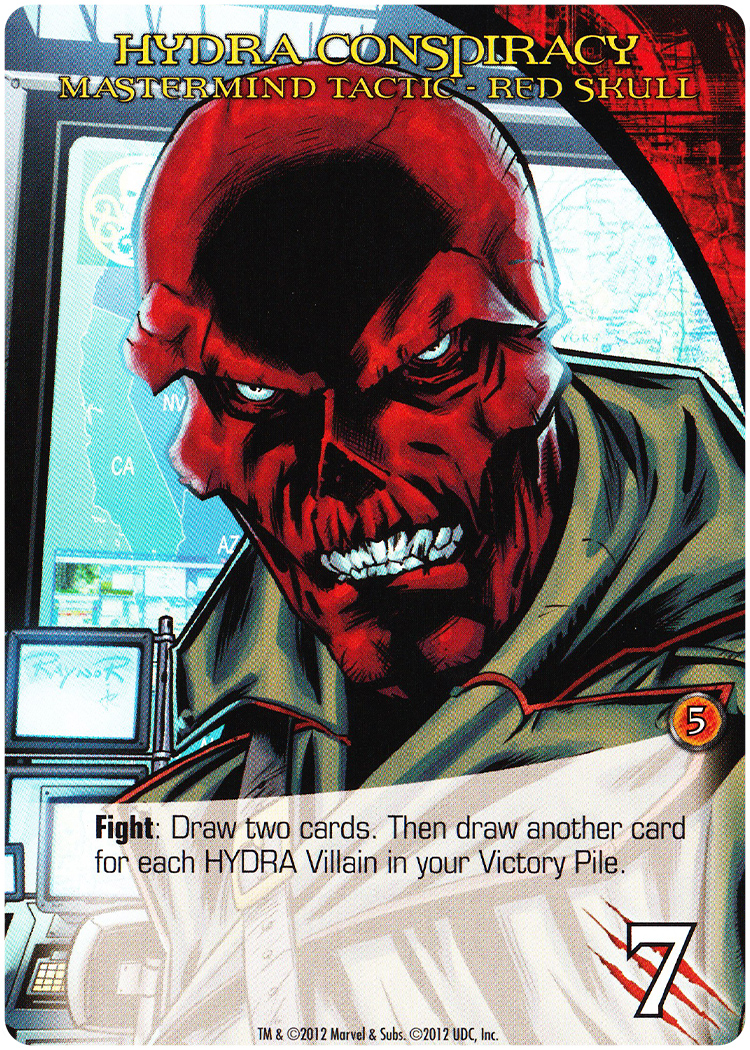 HYDRA CONSPIRACY
MASTERMIND TACTIC - RED SKULL
NV
CA
AZ
RAYNOR
5
Fight: Draw two cards. Then draw another card
for each HYDRA Villain in your Victory Pile.
7
TM & ©2012 Marvel & Subs. ©2012 UDC, Inc.